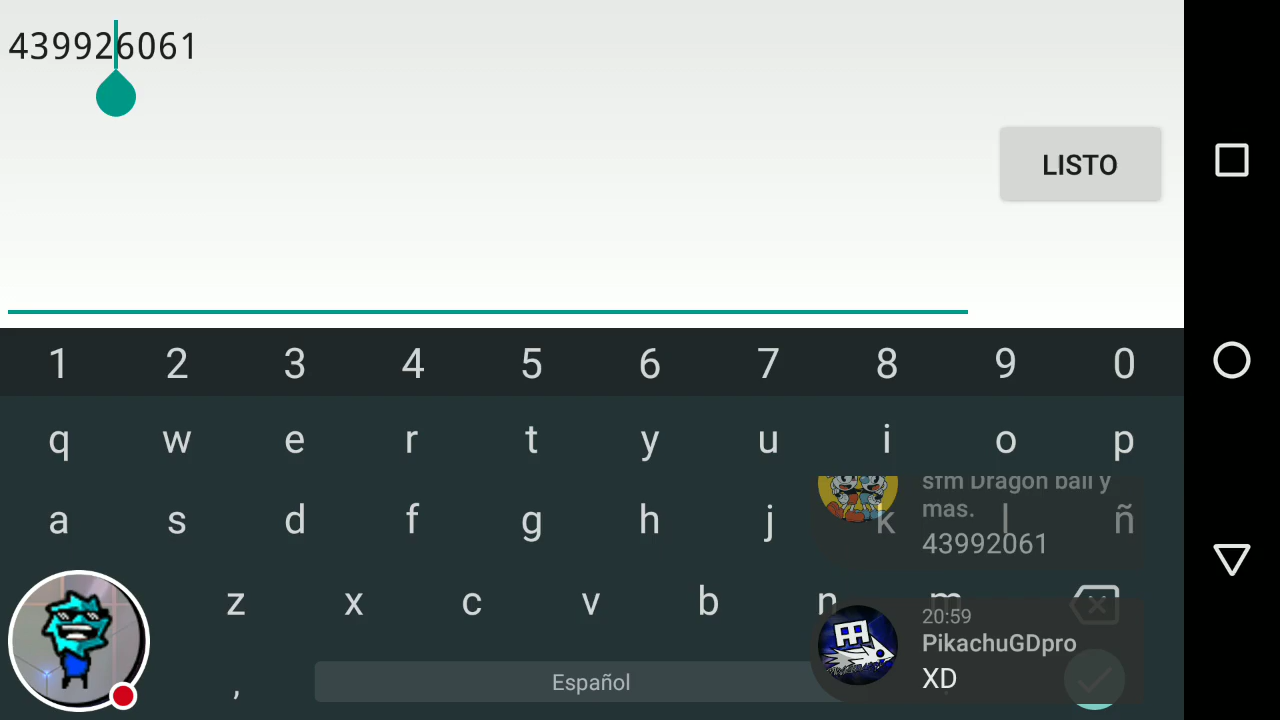 439926061
LISTO
1 2 3 4 5 6 7 8 9 0
q w e r t y u i o p
sfm Dragon ball y
mas.
a s d f g h j k l ñ
43992061
z x c v b n m
20:59
PikachuGDpro
XD
, Español .